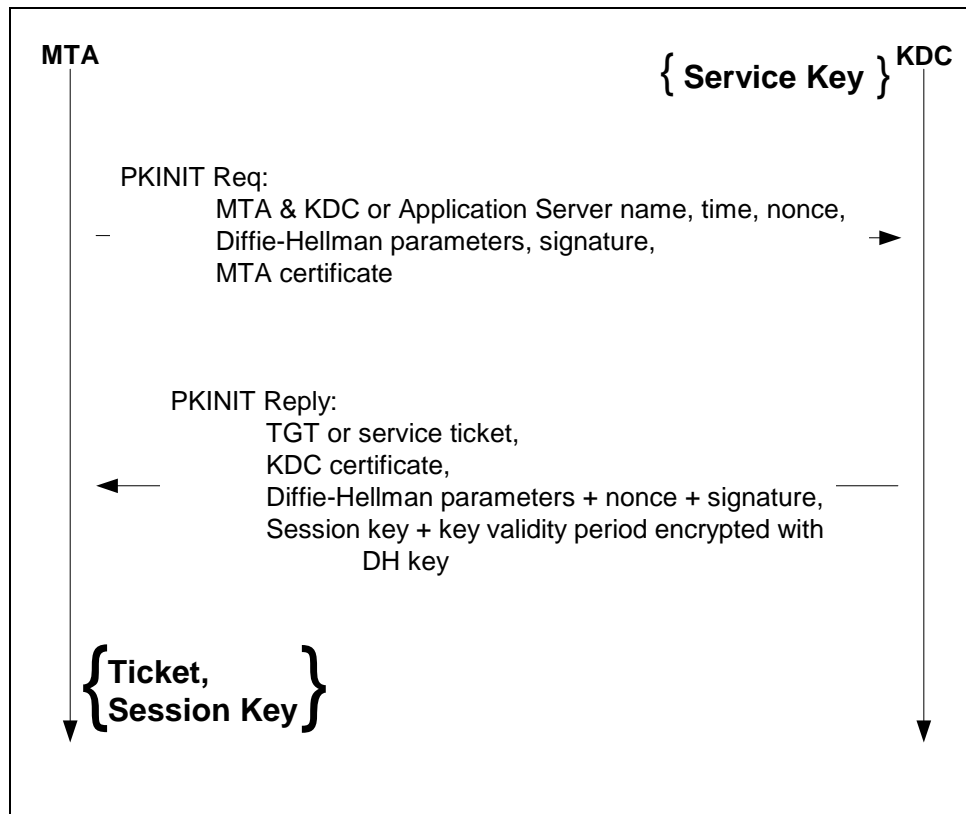 MTA
KDC
{ Service Key }
PKINIT Req:
MTA & KDC or Application Server name, time, nonce,
Diffie-Hellman parameters, signature,
MTA certificate
PKINIT Reply:
TGT or service ticket,
KDC certificate,
Diffie-Hellman parameters + nonce + signature,
Session key + key validity period encrypted with
DH key
{Ticket,
Session Key}